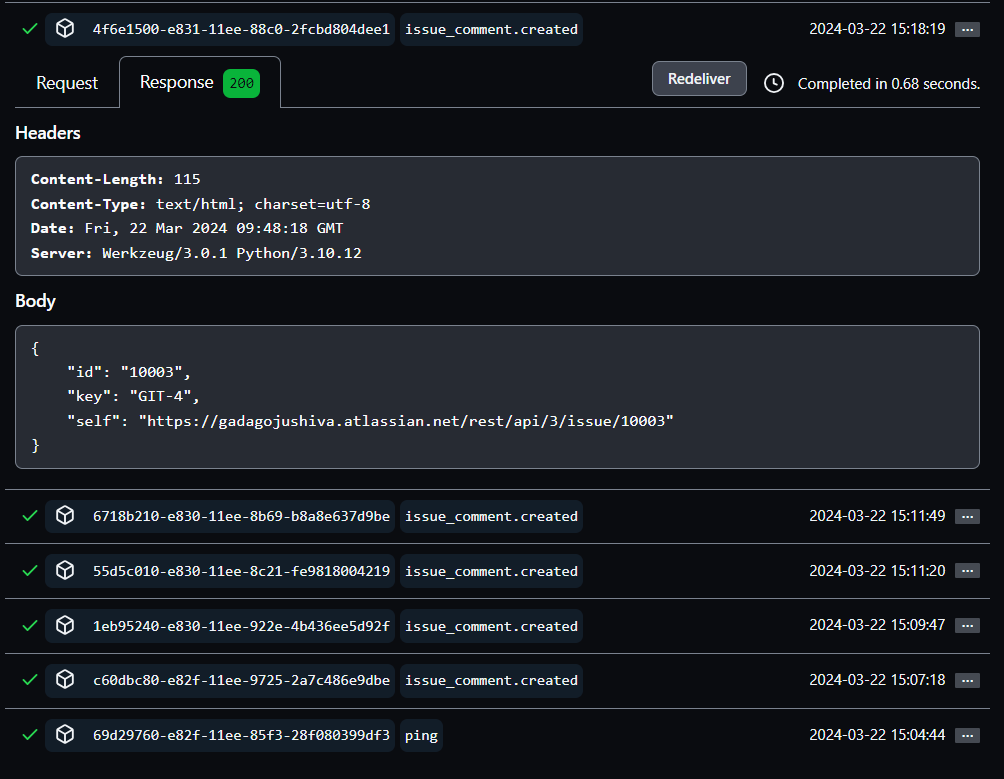 4f6e1500-e831-11ee-88c0-2fcbd804dee1 issue_comment.created 2024-03-22 15:18:19 ...
Request Response 200 Redeliver Completed in 0.68 seconds.
Headers
Content-Length: 115
Content-Type: text/html; charset=utf-8
Date: Fri, 22 Mar 2024 09:48:18 GMT
Server: Werkzeug/3.0.1 Python/3.10.12
Body
{
"id": "10003",
"key": "GIT-4",
"self": "https://gadagojushiva.atlassian.net/rest/api/3/issue/10003"
}
6718b210-e830-11ee-8b69-b8a8e637d9be issue_comment.created 2024-03-22 15:11:49 ...
55d5c010-e830-11ee-8c21-fe9818004219 issue_comment.created 2024-03-22 15:11:20 ...
1eb95240-e830-11ee-922e-4b436ee5d92f issue_comment.created 2024-03-22 15:09:47 ...
c60dbc80-e82f-11ee-9725-2a7c486e9dbe issue_comment.created 2024-03-22 15:07:18 ...
69d29760-e82f-11ee-85f3-28f080399df3 ping 2024-03-22 15:04:44 ...